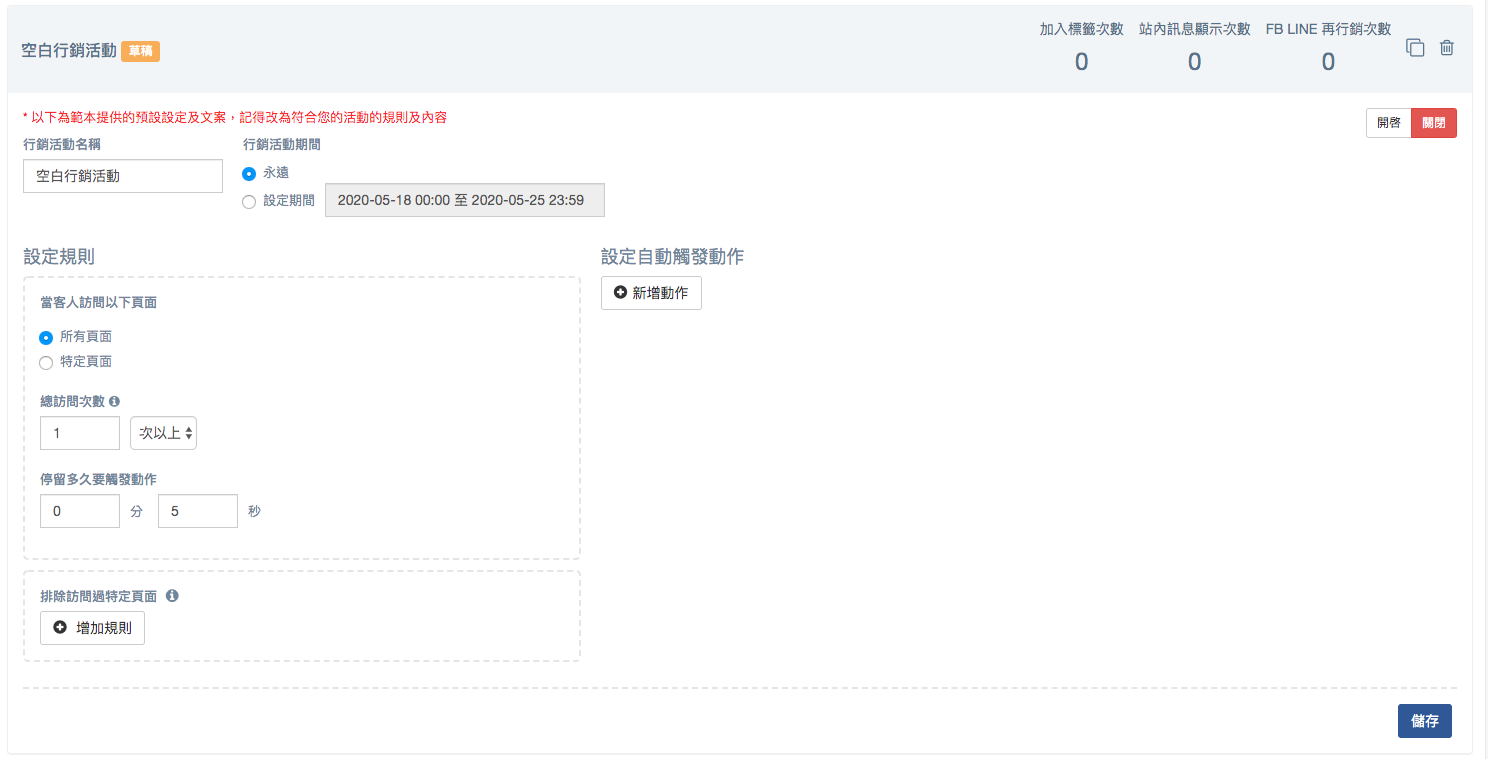 空白行銷活動 草稿
加入標籤次數 站內訊息顯示次數 FB LINE 再行銷次數
0 0 0
* 以下為範本提供的預設設定及文案，記得改為符合您的活動的規則及內容
開啓 關閉
行銷活動名稱 行銷活動期間
空白行銷活動
永遠
設定期間 2020-05-18 00:00 至 2020-05-25 23:59
設定規則 設定自動觸發動作
新增動作
當客人訪問以下頁面
所有頁面
特定頁面
總訪問次數
1 次以上
停留多久要觸發動作
0 分 5 秒
排除訪問過特定頁面
增加規則
儲存